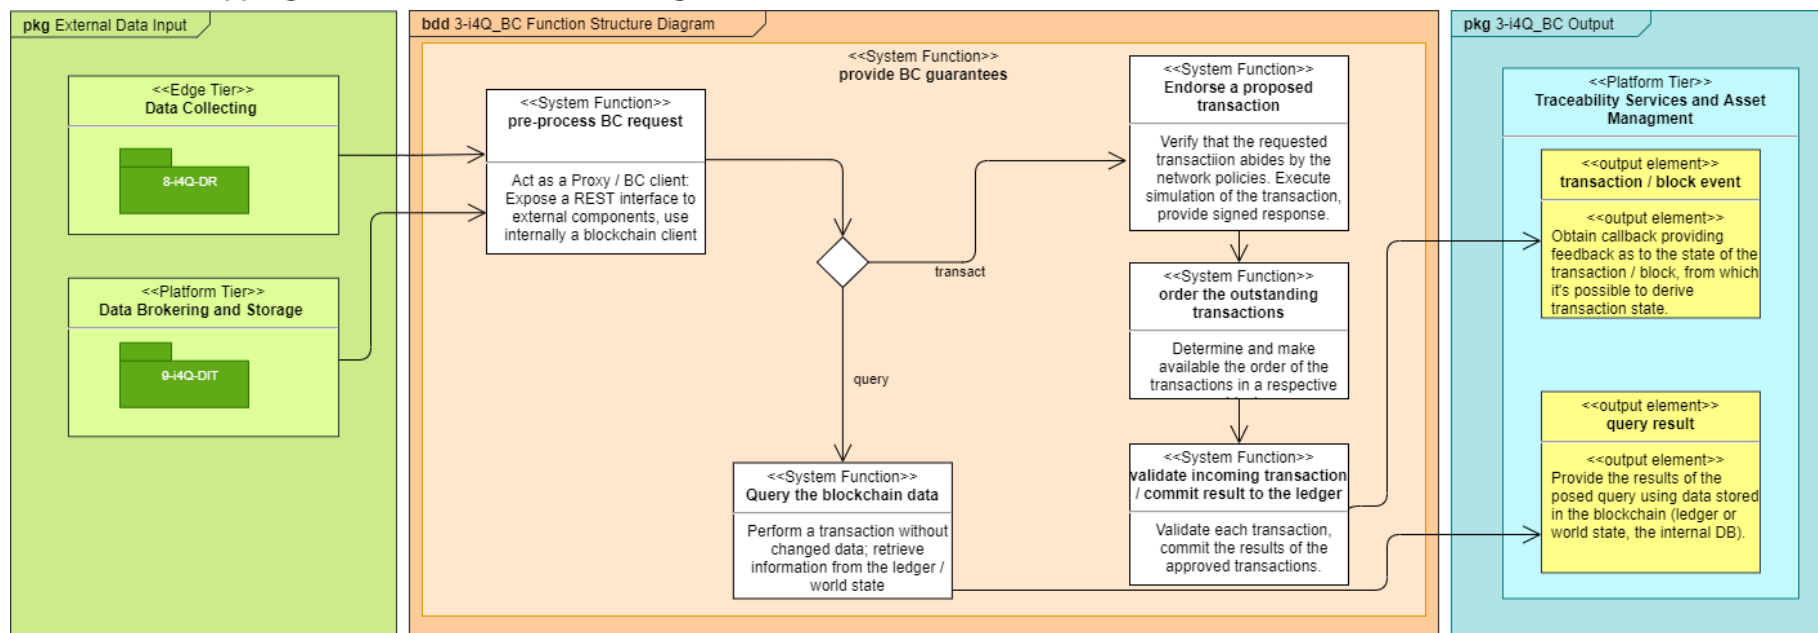 pkg External Data Input
<<Edge Tier>>
Data Collecting
8-i4Q-DR
<<Platform Tier>>
Data Brokering and Storage
9-i4Q-DIT
bdd 3-i4Q_BC Function Structure Diagram
<<System Function>>
provide BC guarantees
<<System Function>>
pre-process BC request
Act as a Proxy / BC client:
Expose a REST interface to
external components, use
internally a blockchain client
transact
query
<<System Function>>
Query the blockchain data
Perform a transaction without
changed data; retrieve
information from the ledger /
world state
<<System Function>>
Endorse a proposed
transaction
Verify that the requested
transactiion abides by the
network policies. Execute
simulation of the transaction,
provide signed response.
<<System Function>>
order the outstanding
transactions
Determine and make
available the order of the
transactions in a respective
<<System Function>>
validate incoming transaction
/ commit result to the ledger
Validate each transaction,
commit the results of the
approved transactions.
pkg 3-i4Q_BC Output
<<Platform Tier>>
Traceability Services and Asset
Managment
<<output element>>
transaction / block event
<<output element>>
Obtain callback providing
feedback as to the state of the
transaction / block, from which
it's possible to derive
transaction state.
<<output element>>
query result
<<output element>>
Provide the results of the
posed query using data stored
in the blockchain (ledger or
world state, the internal DB).